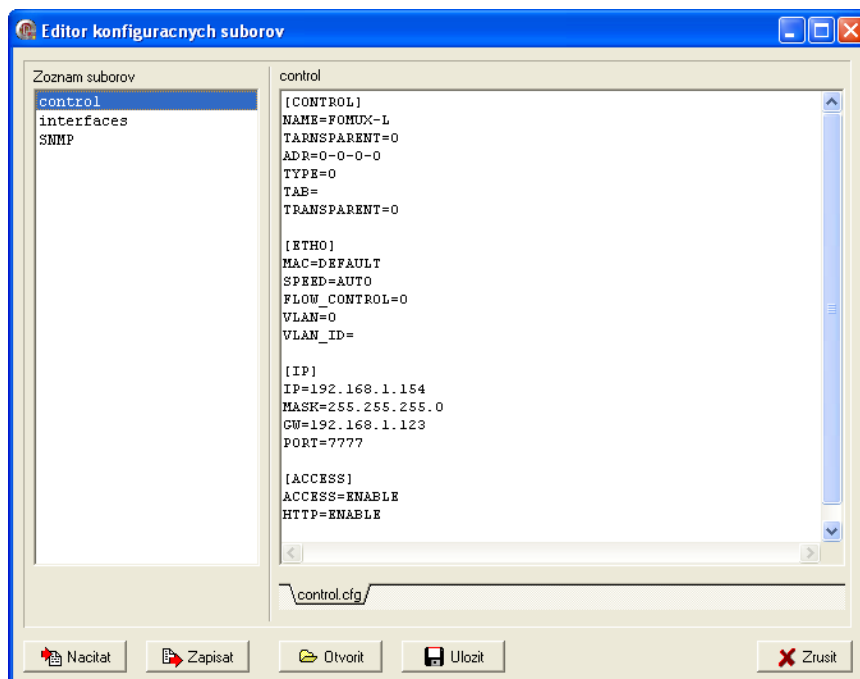 Editor konfiguracnych suborov
Zoznam suborov
control
interfaces
SNMP
control
[CONTROL]
NAME=FOMUX-L
TARNSPARENT=0
ADR=0-0-0-0
TYPE=0
TAB=
TRANSPARENT=0
[ETH0]
MAC=DEFAULT
SPEED=AUTO
FLOW_CONTROL=0
VLAN=0
VLAN_ID=
[IP]
IP=192.168.1.154
MASK=255.255.255.0
GW=192.168.1.123
PORT=7777
[ACCESS]
ACCESS=ENABLE
HTTP=ENABLE
control.cfg
Nacitat
Zapisat
Otvorit
Ulozit
Zrusit